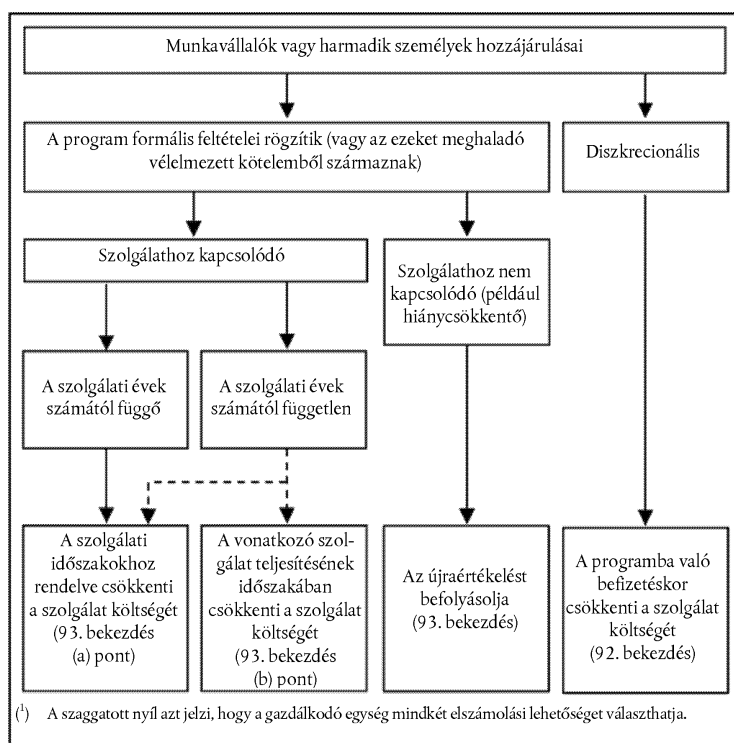 Munkavállalók vagy harmadik személyek hozzájárulásai
A program formális feltételei rögzítik (vagy az ezeket meghaladó
vélelmezett kötelemből származnak)
Diszkrecionális
Szolgálathoz kapcsolódó
Szolgálathoz nem
kapcsolódó (például
hiánycsökkentő)
A szolgálati évek
számától függő
A szolgálati évek
számától független
A szolgálati
időszakokhoz
rendelve csökkenti
a szolgálat költségét
(93. bekezdés
(a) pont)
A vonatkozó szol-
gálat teljesítésének
időszakában
csökkenti a szolgálat
költségét
(93. bekezdés
(b) pont)
Az újraértékelést
befolyásolja
(93. bekezdés)
A programba való
befizetéskor
csökkenti a szolgálat
költségét
(92. bekezdés)
(¹) A szaggatott nyíl azt jelzi, hogy a gazdálkodó egység mindkét elszámolási lehetőséget választhatja.